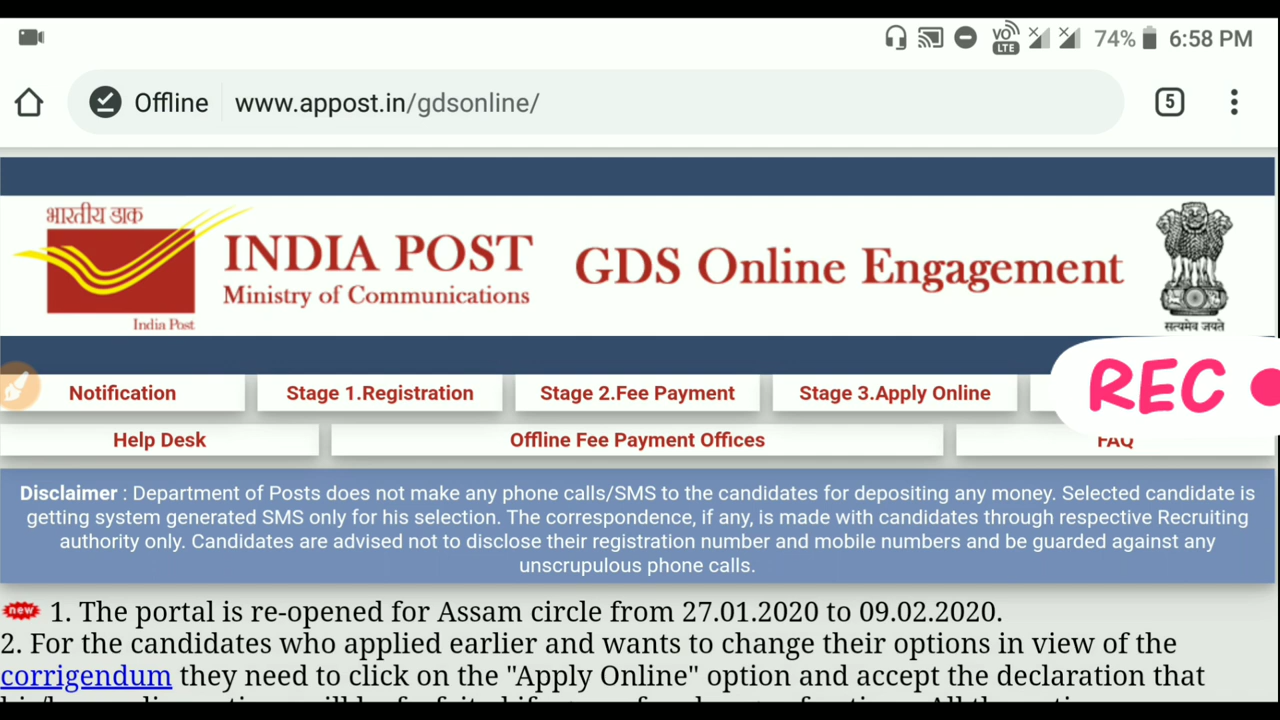 74% 6:58 PM
VO LTE
Offline www.appost.in/gdsonline/ 5
भारतीय डाक
India Post
INDIA POST
Ministry of Communications
GDS Online Engagement
सत्यमेव जयते
Notification Stage 1.Registration Stage 2.Fee Payment Stage 3.Apply Online
REC
Help Desk Offline Fee Payment Offices FAQ
Disclaimer : Department of Posts does not make any phone calls/SMS to the candidates for depositing any money. Selected candidate is
getting system generated SMS only for his selection. The correspondence, if any, is made with candidates through respective Recruiting
authority only. Candidates are advised not to disclose their registration number and mobile numbers and be guarded against any
unscrupulous phone calls.
new 1. The portal is re-opened for Assam circle from 27.01.2020 to 09.02.2020.
2. For the candidates who applied earlier and wants to change their options in view of the
corrigendum they need to click on the "Apply Online" option and accept the declaration that